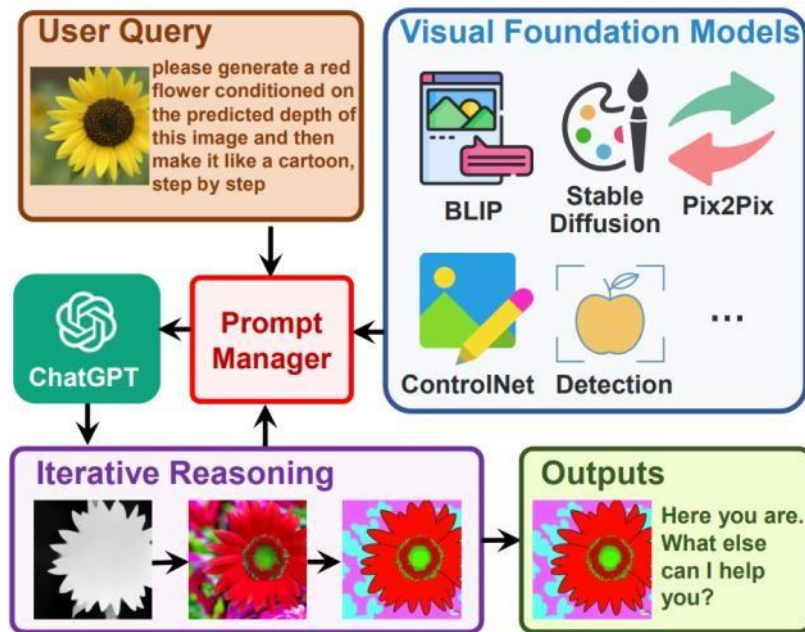 User Query
please generate a red
flower conditioned on
the predicted depth of
this image and then
make it like a cartoon,
step by step
Visual Foundation Models
BLIP
Stable
Diffusion
Pix2Pix
ControlNet
Detection
...
ChatGPT
Prompt
Manager
Iterative Reasoning
Outputs
Here you are.
What else
can I help
you?